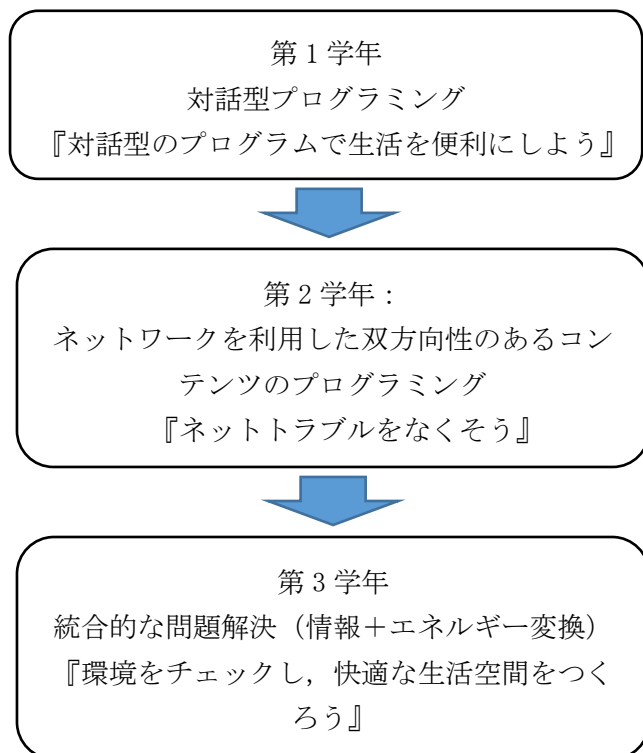 第1学年
対話型プログラミング
『対話型のプログラムで生活を便利にしよう』
第2学年：
ネットワークを利用した双方向性のあるコン
テンツのプログラミング
『ネットトラブルをなくそう』
第3学年
統合的な問題解決（情報＋エネルギー変換）
『環境をチェックし，快適な生活空間をつく
ろう』